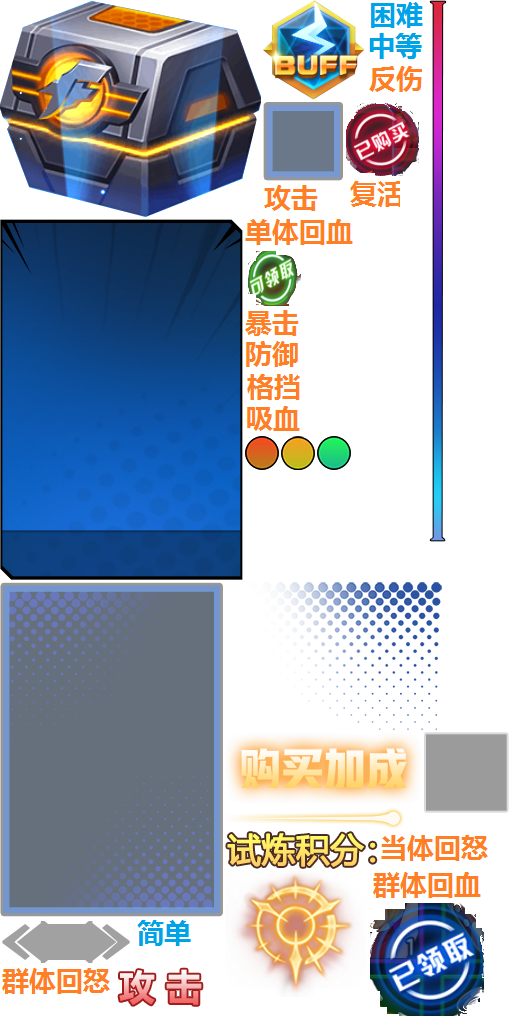 BUFF
困难
中等
反伤
已购买
攻击
复活
单体回血
可领取
暴击
防御
格挡
吸血
购买加成
试炼积分:
当体回怒
群体回血
简单
已领取
群体回怒
攻击